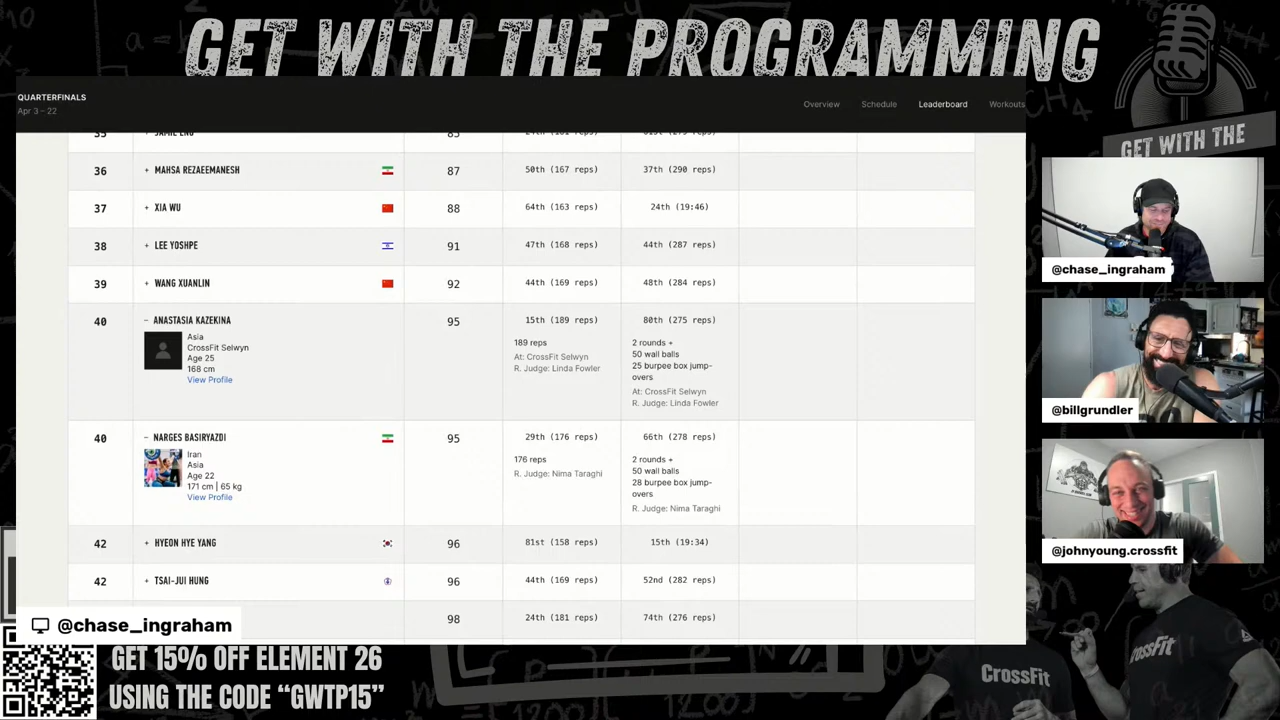 GET WITH THE PROGRAMMING
GET WITH THE
QUARTERFINALS
Apr 3 – 22
Overview Schedule Leaderboard Workouts
35 JAMIE ENG 85
36 + MAHSA REZAEEMANESH 87 50th (167 reps) 37th (290 reps)
37 + XIA WU 88 64th (163 reps) 24th (19:46)
38 + LEE YOSHPE 91 47th (168 reps) 44th (287 reps)
39 + WANG XUANLIN 92 44th (169 reps) 48th (284 reps)
40 – ANASTASIA KAZEKINA 95 15th (189 reps) 80th (275 reps)
Asia
CrossFit Selwyn
Age 25
168 cm
View Profile
189 reps
At: CrossFit Selwyn
R. Judge: Linda Fowler
2 rounds +
50 wall balls
25 burpee box jump-
overs
At: CrossFit Selwyn
R. Judge: Linda Fowler
40 – NARGES BASIRYAZDI 95 29th (176 reps) 66th (278 reps)
Iran
Asia
Age 22
171 cm | 65 kg
View Profile
176 reps
R. Judge: Nima Taraghi
2 rounds +
50 wall balls
28 burpee box jump-
overs
R. Judge: Nima Taraghi
42 + HYEON HYE YANG 96 81st (158 reps) 15th (19:34)
42 + TSAI-JUI HUNG 96 44th (169 reps) 52nd (282 reps)
98 24th (181 reps) 74th (276 reps)
@chase_ingraham
@chase_ingraham
@billgrundler
@johnyoung.crossfit
GET 15% OFF ELEMENT 26
USING THE CODE “GWTP15”
CrossFit
CrossFit